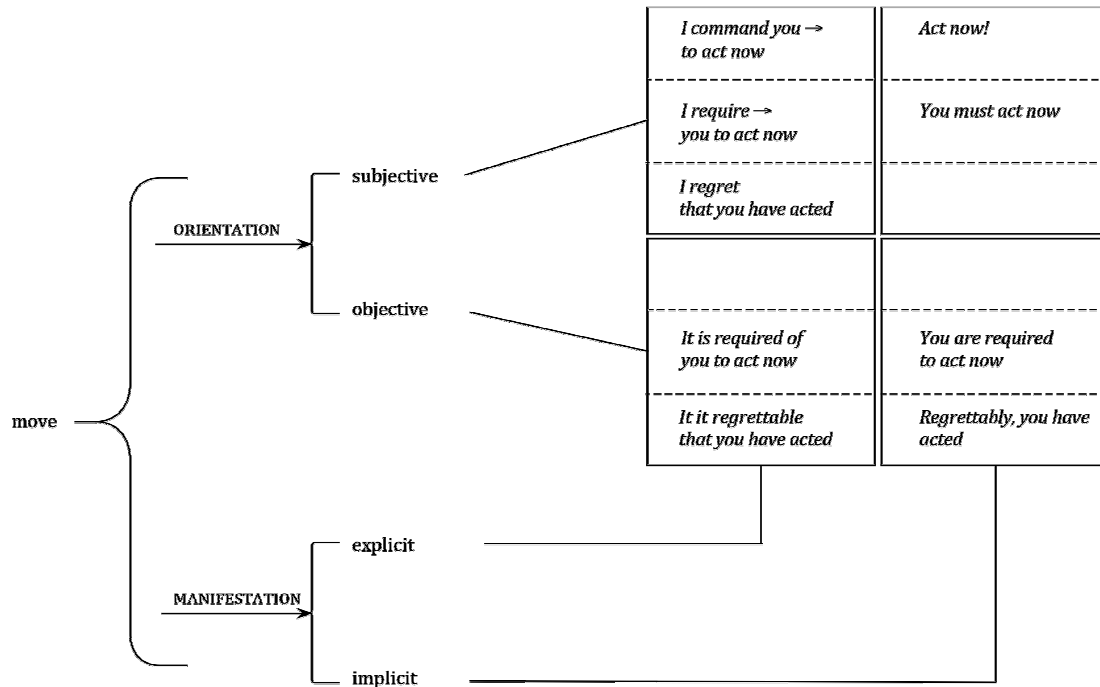 I command you →
to act now
Act now!
I require →
you to act now
You must act now
subjective
I regret
that you have acted
ORIENTATION
objective
It is required of
you to act now
You are required
to act now
move
It it regrettable
that you have acted
Regrettably, you have
acted
explicit
MANIFESTATION
implicit